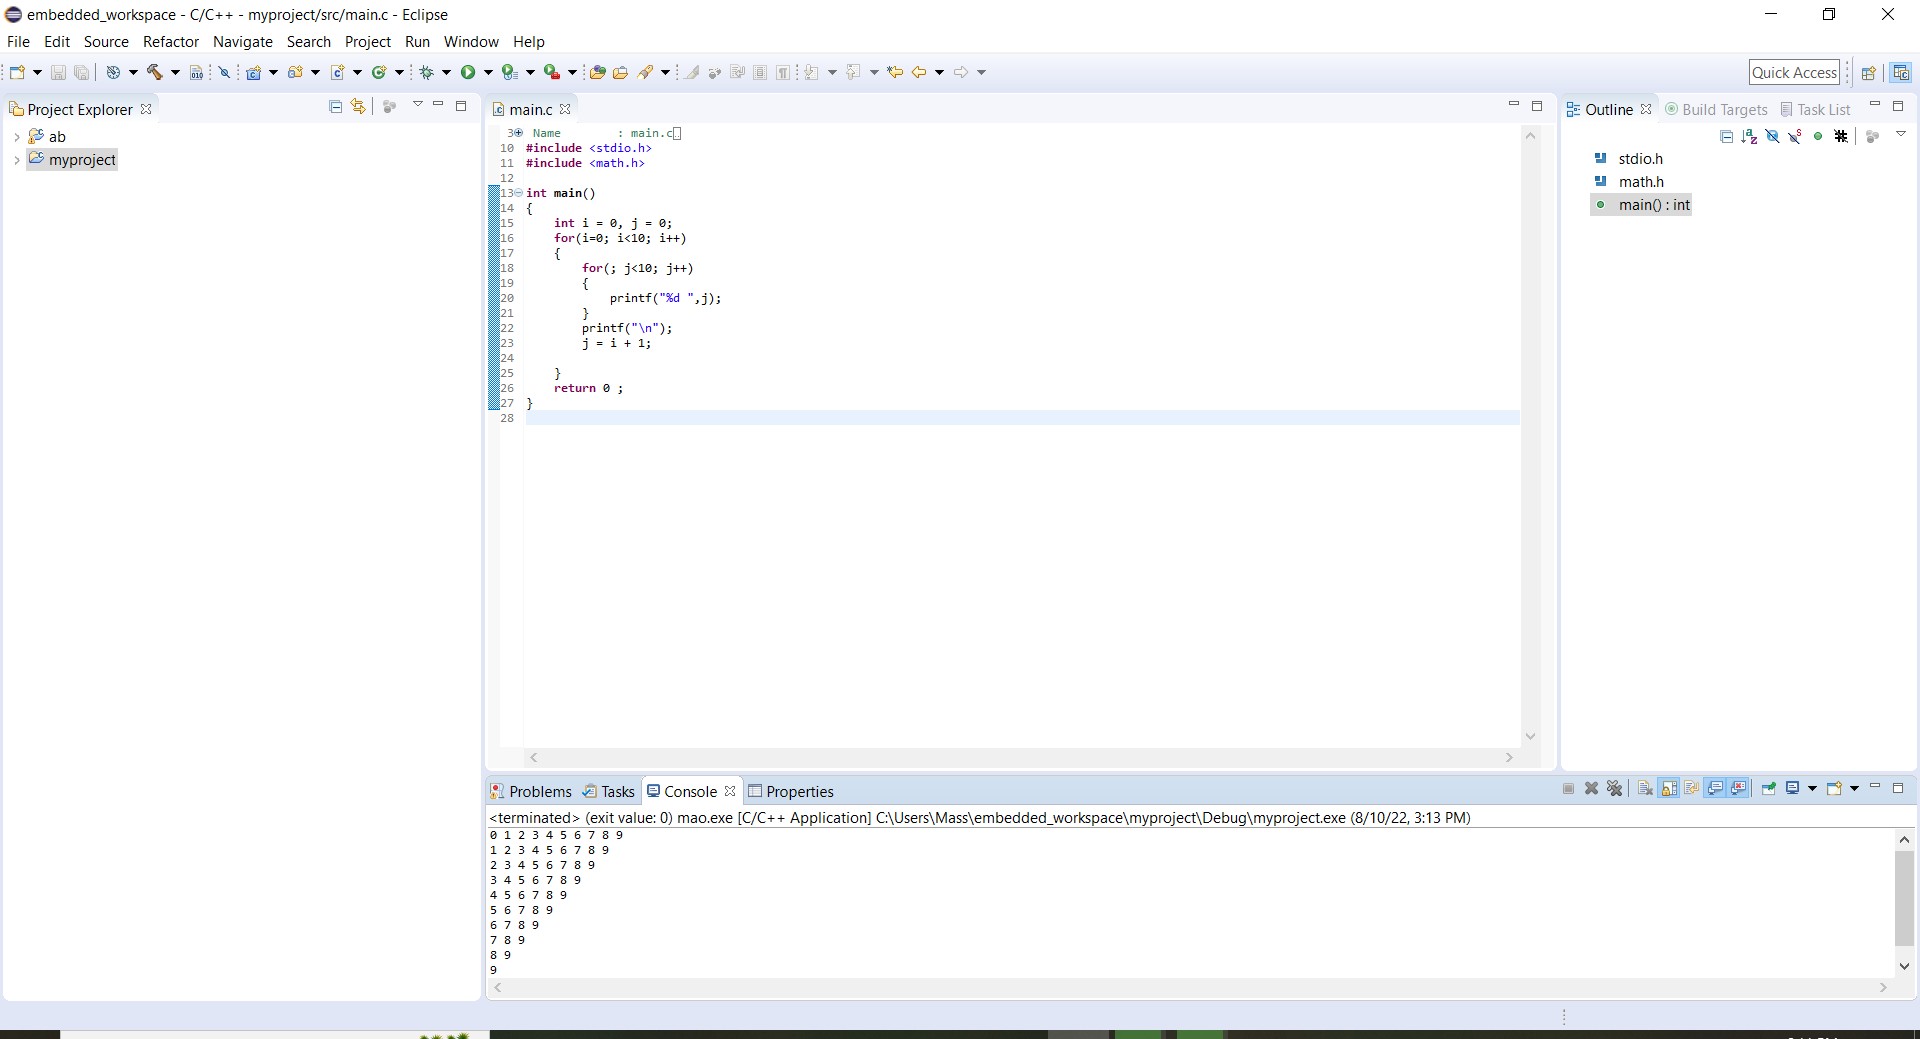 embedded_workspace - C/C++ - myproject/src/main.c - Eclipse
File Edit Source Refactor Navigate Search Project Run Window Help
Quick Access
Project Explorer
ab
myproject
main.c
3 Name : main.c
10 #include <stdio.h>
11 #include <math.h>
12
13 int main()
14 {
15 int i = 0, j = 0;
16 for(i=0; i<10; i++)
17 {
18 for(; j<10; j++)
19 {
20 printf("%d ",j);
21 }
22 printf("\n");
23 j = i + 1;
24
25 }
26 return 0 ;
27 }
28
Outline Build Targets Task List
stdio.h
math.h
main() : int
Problems Tasks Console Properties
<terminated> (exit value: 0) mao.exe [C/C++ Application] C:\Users\Mass\embedded_workspace\myproject\Debug\myproject.exe (8/10/22, 3:13 PM)
0 1 2 3 4 5 6 7 8 9
1 2 3 4 5 6 7 8 9
2 3 4 5 6 7 8 9
3 4 5 6 7 8 9
4 5 6 7 8 9
5 6 7 8 9
6 7 8 9
7 8 9
8 9
9